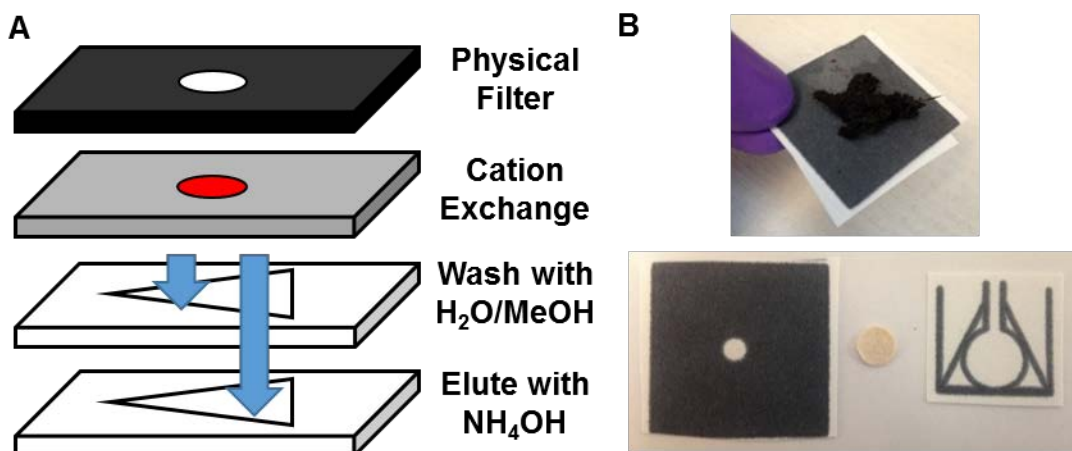 A
Physical
Filter
Cation
Exchange
Wash with
H₂O/MeOH
Elute with
NH₄OH
B